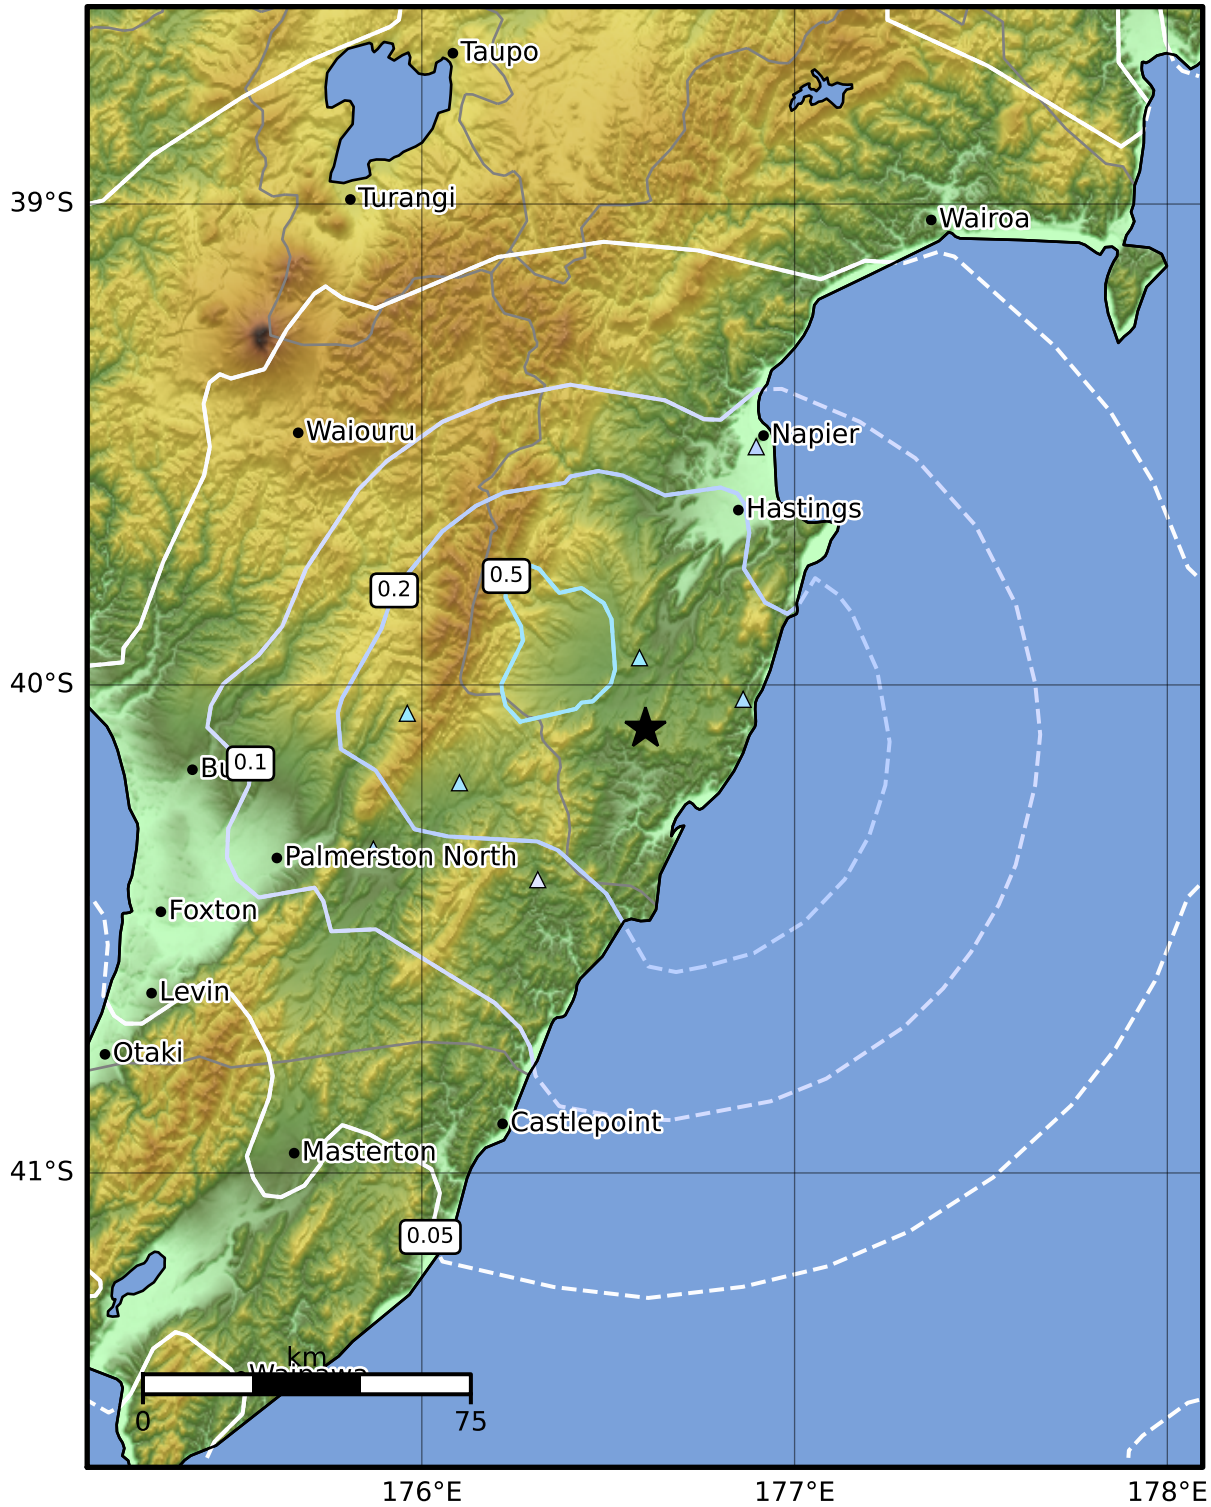 Taupo
Turangi
39°S
Wairoa
Waiouru
Napier
Hastings
0.5
0.2
40°S
0.1
Palmerston North
Foxton
Levin
Otaki
Castlepoint
Masterton
41°S
0.05
km
0 75
176°E 177°E 178°E